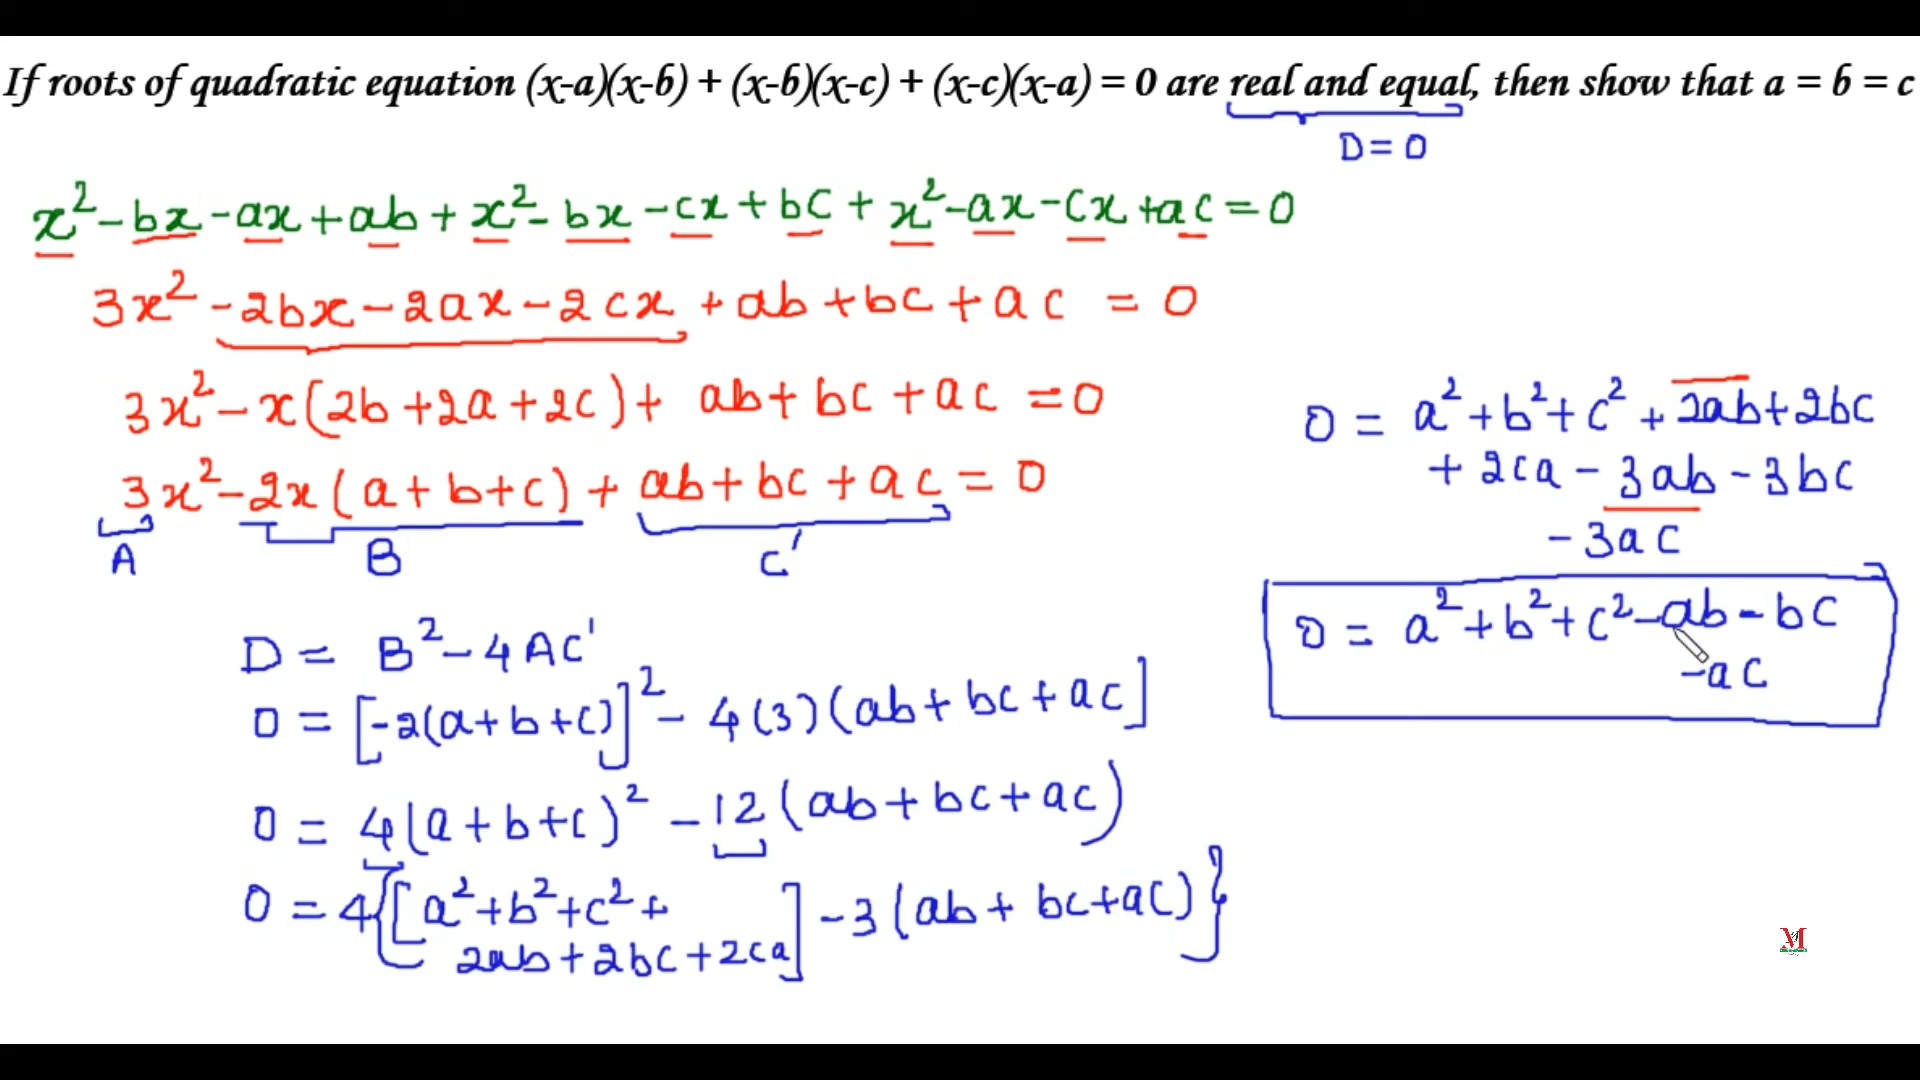 If roots of quadratic equation (x-a)(x-b) + (x-b)(x-c) + (x-c)(x-a) = 0 are real and equal, then show that a = b = c
D = 0
x² - bx - ax + ab + x² - bx - cx + bc + x² - ax - cx + ac = 0
3x² - 2bx - 2ax - 2cx + ab + bc + ac = 0
3x² - x(2b + 2a + 2c) + ab + bc + ac = 0
3x² - 2x(a + b + c) + ab + bc + ac = 0
A B C'
D = B² - 4AC'
0 = [-2(a + b + c)]² - 4(3)(ab + bc + ac]
0 = 4(a + b + c)² - 12(ab + bc + ac)
0 = 4{[a² + b² + c² +
2ab + 2bc + 2ca] - 3(ab + bc + ac)}
0 = a² + b² + c² + 2ab + 2bc
+ 2ca - 3ab - 3bc
- 3ac
0 = a² + b² + c² - ab - bc
- ac
M